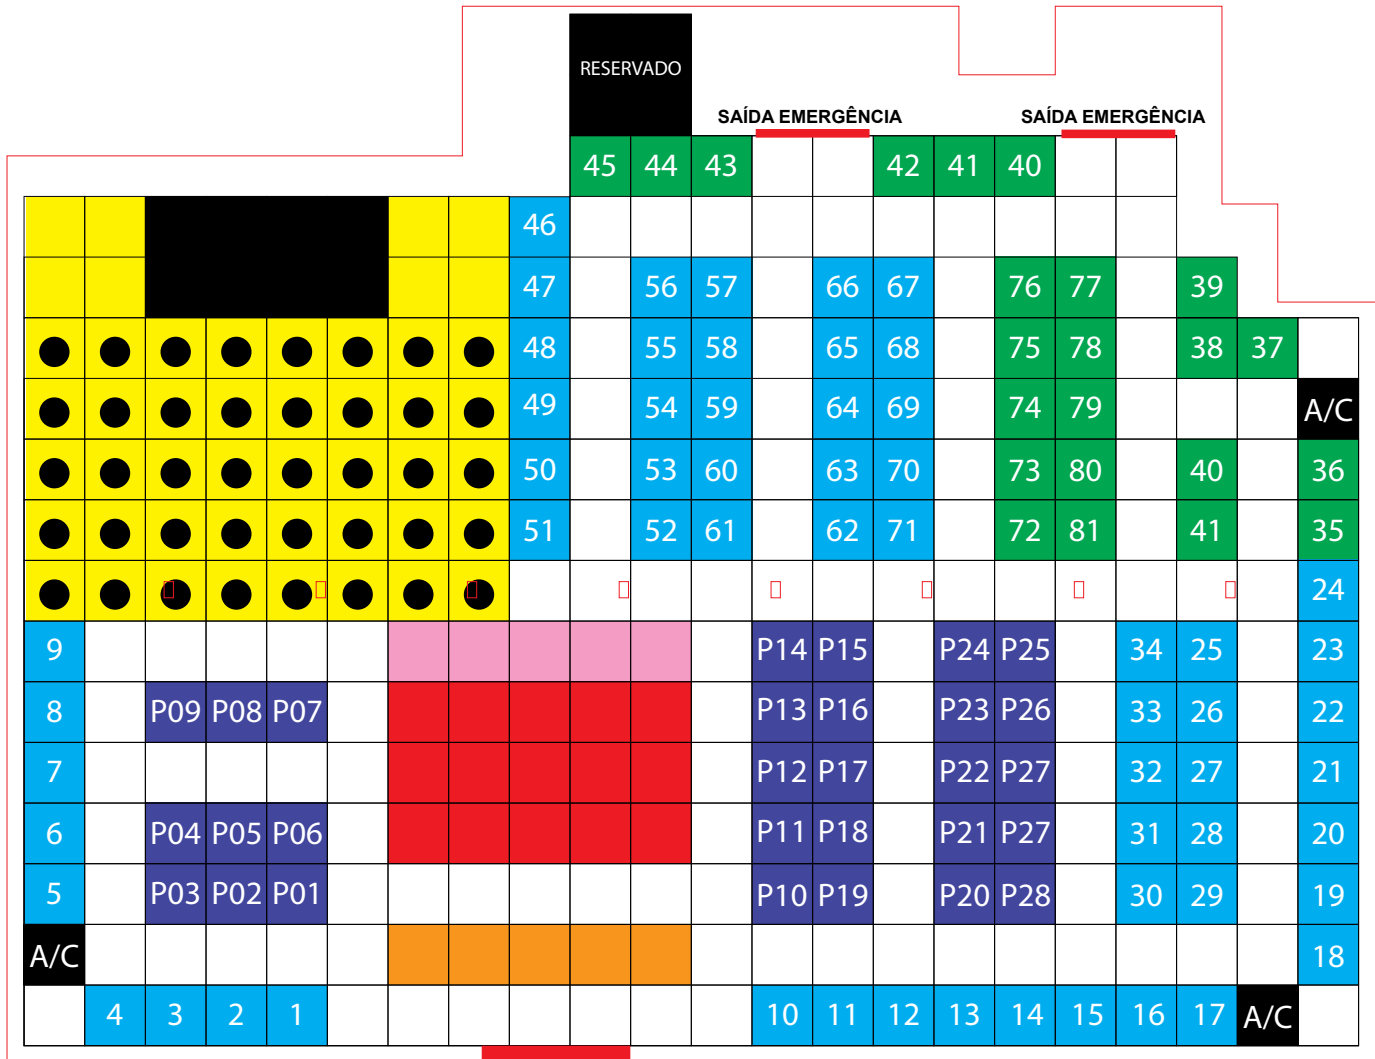 RESERVADO
SAÍDA EMERGÊNCIA SAÍDA EMERGÊNCIA
45 44 43 42 41 40
46
47 56 57 66 67 76 77 39
48 55 58 65 68 75 78 38 37
49 54 59 64 69 74 79 A/C
50 53 60 63 70 73 80 40 36
51 52 61 62 71 72 81 41 35
24
9 P14 P15 P24 P25 34 25 23
8 P09 P08 P07 P13 P16 P23 P26 33 26 22
7 P12 P17 P22 P27 32 27 21
6 P04 P05 P06 P11 P18 P21 P27 31 28 20
5 P03 P02 P01 P10 P19 P20 P28 30 29 19
A/C 18
4 3 2 1 10 11 12 13 14 15 16 17 A/C